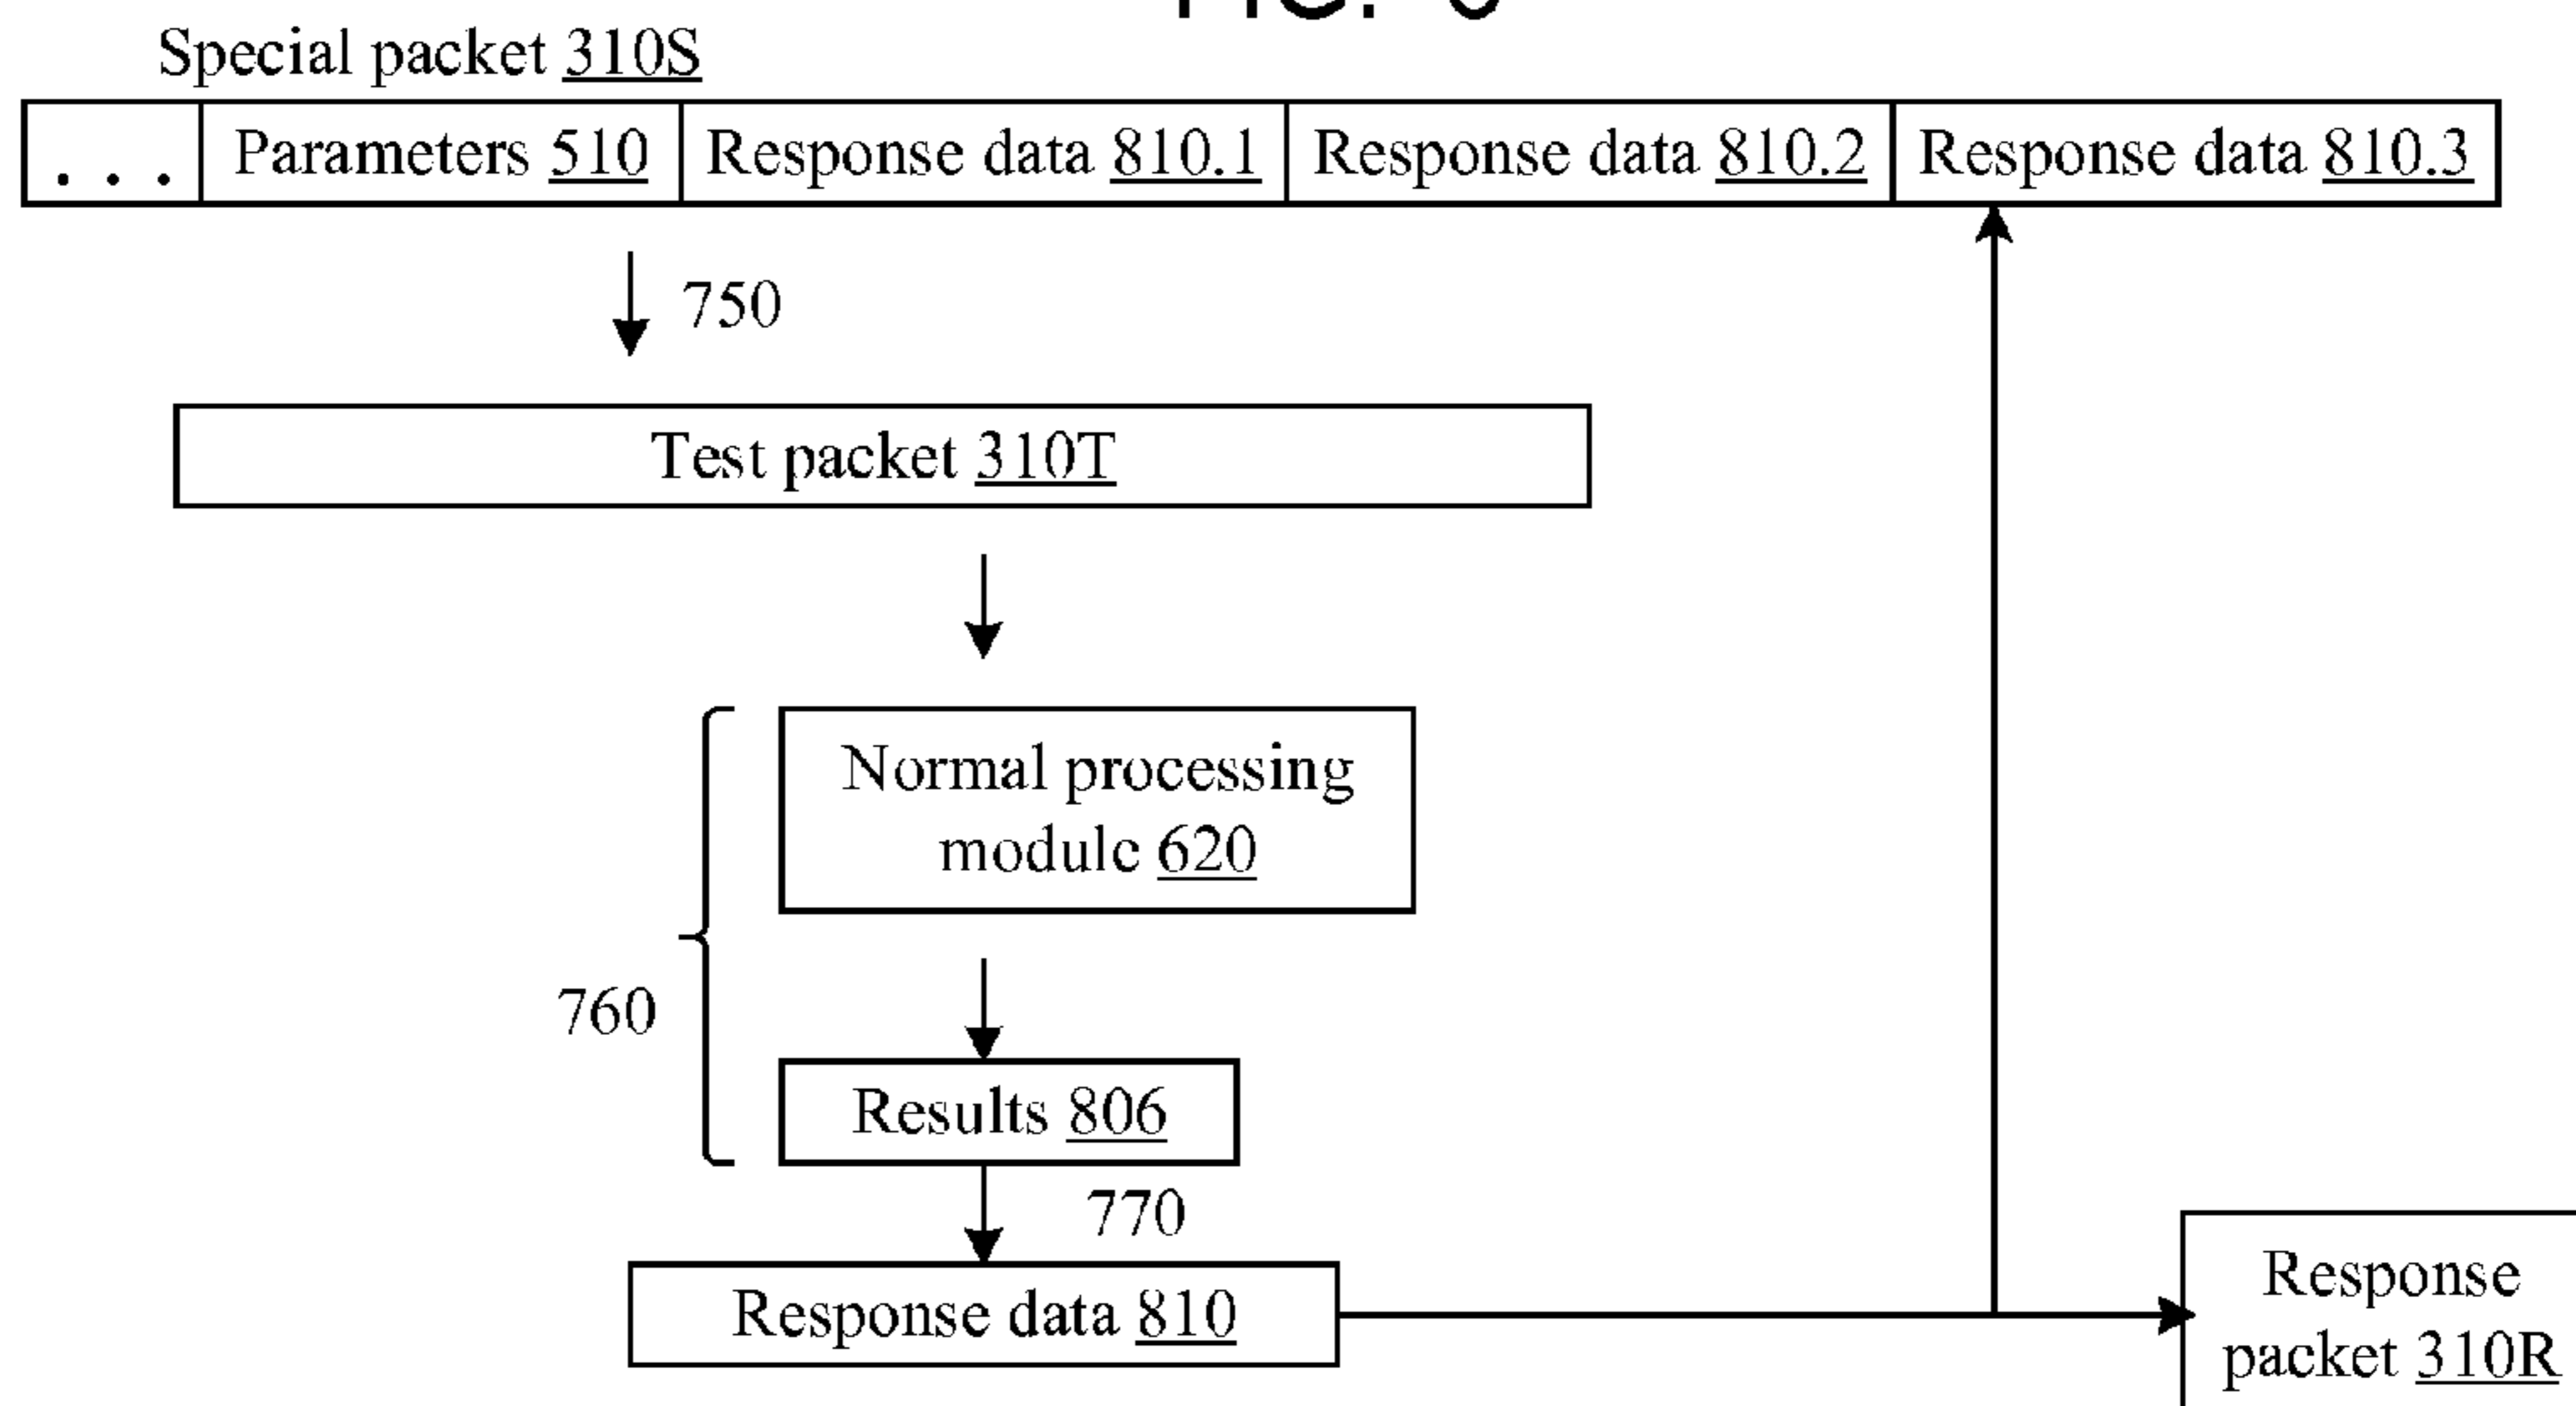 Special packet 310S
. . . Parameters 510 Response data 810.1 Response data 810.2 Response data 810.3
750
Test packet 310T
Normal processing
module 620
760
Results 806
770
Response data 810
Response
packet 310R